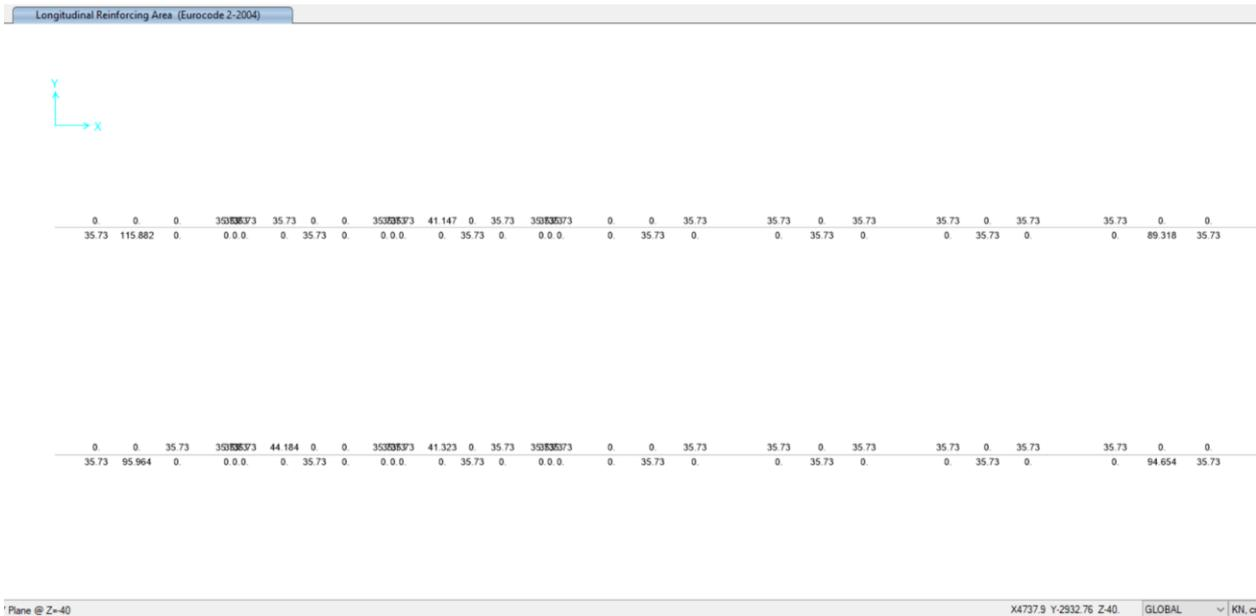 Longitudinal Reinforcing Area (Eurocode 2-2004)
Y
X
0. 0. 0. 35.73 0. 0. 41.147 0. 35.73 0. 0. 35.73 35.73 0. 35.73 35.73 0. 35.73 35.73 0. 0.
35.73 115.882 0. 0.0.0. 0. 35.73 0. 0.0.0. 0. 35.73 0. 0.0.0. 0. 35.73 0. 0. 35.73 0. 0. 35.73 0. 0. 89.318 35.73
0. 0. 35.73 44.184 0. 0. 41.323 0. 35.73 0. 0. 35.73 35.73 0. 35.73 35.73 0. 35.73 35.73 0. 0.
35.73 95.964 0. 0.0.0. 0. 35.73 0. 0.0.0. 0. 35.73 0. 0.0.0. 0. 35.73 0. 0. 35.73 0. 0. 35.73 0. 0. 94.654 35.73
Plane @ Z=-40 X4737.9 Y-2932.76 Z-40. GLOBAL KN,